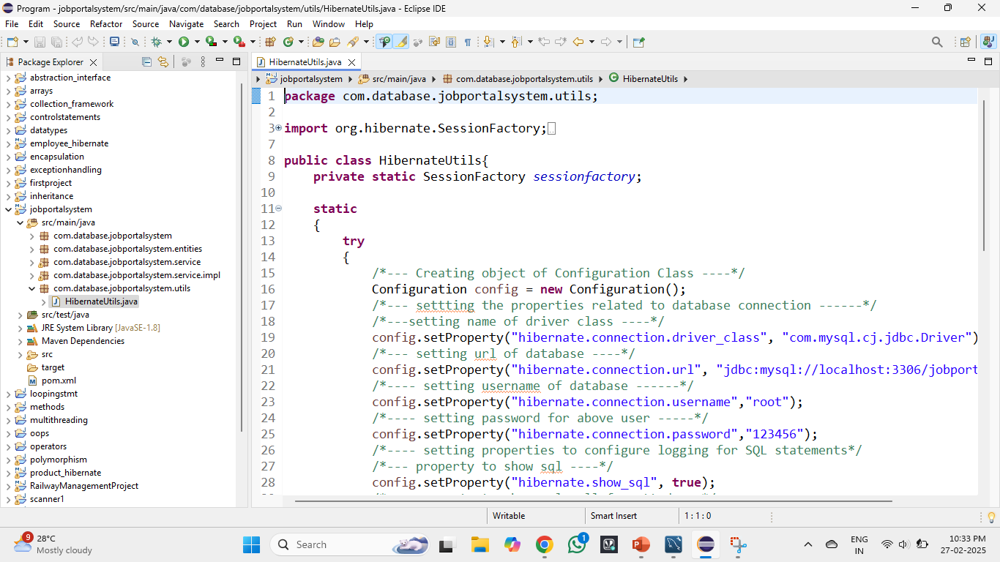 Program - jobportalsystem/src/main/java/com/database/jobportalsystem/utils/HibernateUtils.java - Eclipse IDE
File Edit Source Refactor Source Navigate Search Project Run Window Help
Package Explorer
abstraction_interface
arrays
collection_framework
controlstatements
datatypes
employee_hibernate
encapsulation
exceptionhandling
firstproject
inheritance
jobportalsystem
src/main/java
com.database.jobportalsystem
com.database.jobportalsystem.entities
com.database.jobportalsystem.service
com.database.jobportalsystem.service.impl
com.database.jobportalsystem.utils
HibernateUtils.java
src/test/java
JRE System Library [JavaSE-1.8]
Maven Dependencies
src
target
pom.xml
loopingstmt
methods
multithreading
oops
operators
polymorphism
product_hibernate
RailwayManagementProject
scanner1
HibernateUtils.java
jobportalsystem src/main/java com.database.jobportalsystem.utils HibernateUtils
1 package com.database.jobportalsystem.utils;
2
3 import org.hibernate.SessionFactory;
7
8 public class HibernateUtils{
9 private static SessionFactory sessionfactory;
10
11 static
12 {
13 try
14 {
15 /*--- Creating object of Configuration Class ----*/
16 Configuration config = new Configuration();
17 /*--- settting the properties related to database connection ------*/
18 /*---setting name of driver class ----*/
19 config.setProperty("hibernate.connection.driver_class", "com.mysql.cj.jdbc.Driver")
20 /*--- setting url of database ----*/
21 config.setProperty("hibernate.connection.url", "jdbc:mysql://localhost:3306/jobport
22 /*---- setting username of database ------*/
23 config.setProperty("hibernate.connection.username","root");
24 /*---- setting password for above user -----*/
25 config.setProperty("hibernate.connection.password","123456");
26 /*---- setting properties to configure logging for SQL statements*/
27 /*--- property to show sql ----*/
28 config.setProperty("hibernate.show_sql", true);
Writable Smart Insert 1 : 1 : 0
9
28°C
Mostly cloudy
Search
1
ENG
IN
10:33 PM
27-02-2025